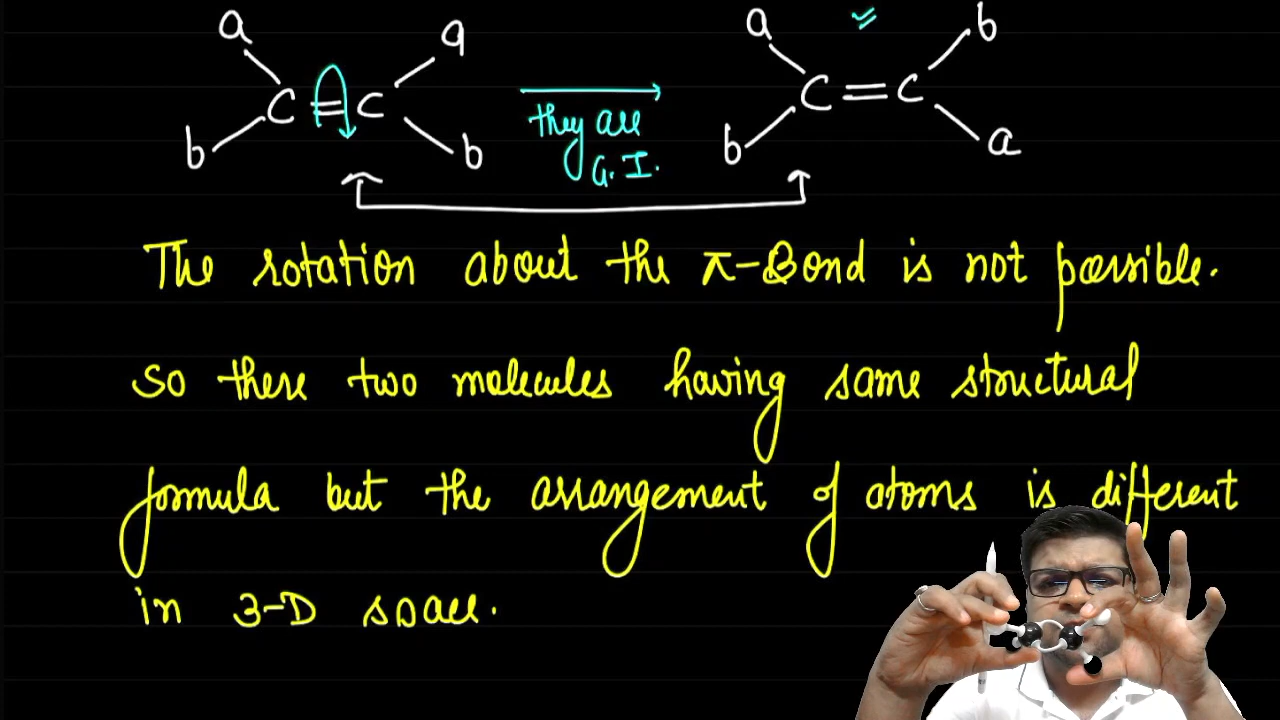 a a a b
C = C they are G.I. C = C
b b b a
The rotation about the π-Bond is not possible.
so there two molecules having same structural
formula but the arrangement of atoms is different
in 3-D space.